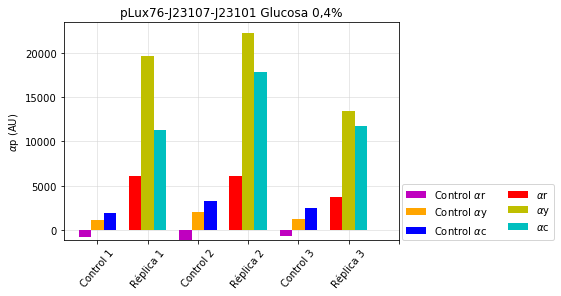 pLux76-J23107-J23101 Glucosa 0,4%
αp (AU)
20000
15000
10000
5000
0
Control 1
Réplica 1
Control 2
Réplica 2
Control 3
Réplica 3
Control αr
Control αy
Control αc
αr
αy
αc